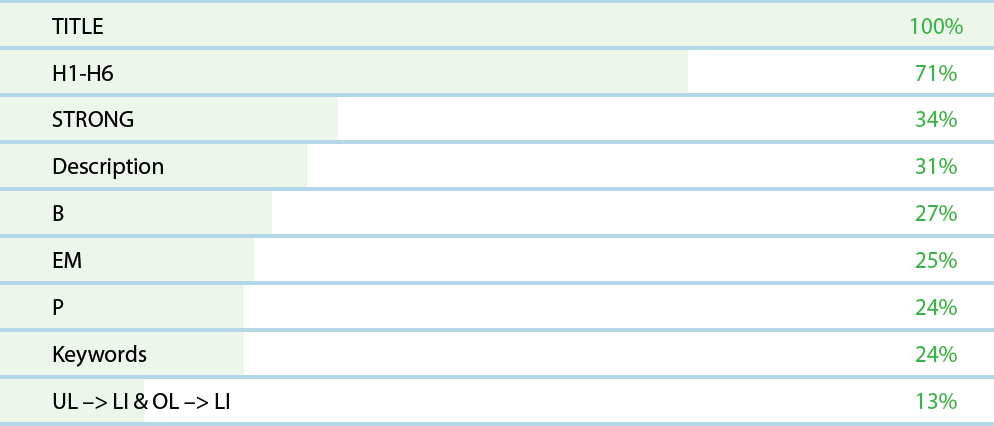 TITLE 100%
H1-H6 71%
STRONG 34%
Description 31%
B 27%
EM 25%
P 24%
Keywords 24%
UL –> LI & OL –> LI 13%